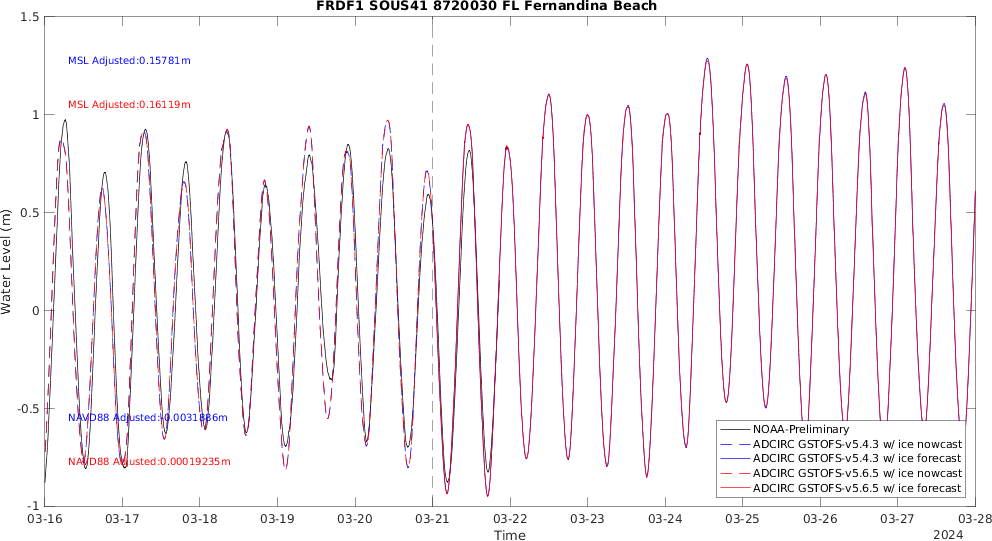 FRDF1 SOUS41 8720030 FL Fernandina Beach
1.5
MSL Adjusted:0.15781m
MSL Adjusted:0.16119m
1
0.5
Water Level (m)
0
-0.5
NAVD88 Adjusted:-0.0031886m
NAVD88 Adjusted:0.00019235m
-1
NOAA-Preliminary
ADCIRC GSTOFS-v5.4.3 w/ ice nowcast
ADCIRC GSTOFS-v5.4.3 w/ ice forecast
ADCIRC GSTOFS-v5.6.5 w/ ice nowcast
ADCIRC GSTOFS-v5.6.5 w/ ice forecast
03-16 03-17 03-18 03-19 03-20 03-21 03-22 03-23 03-24 03-25 03-26 03-27 03-28
Time
2024